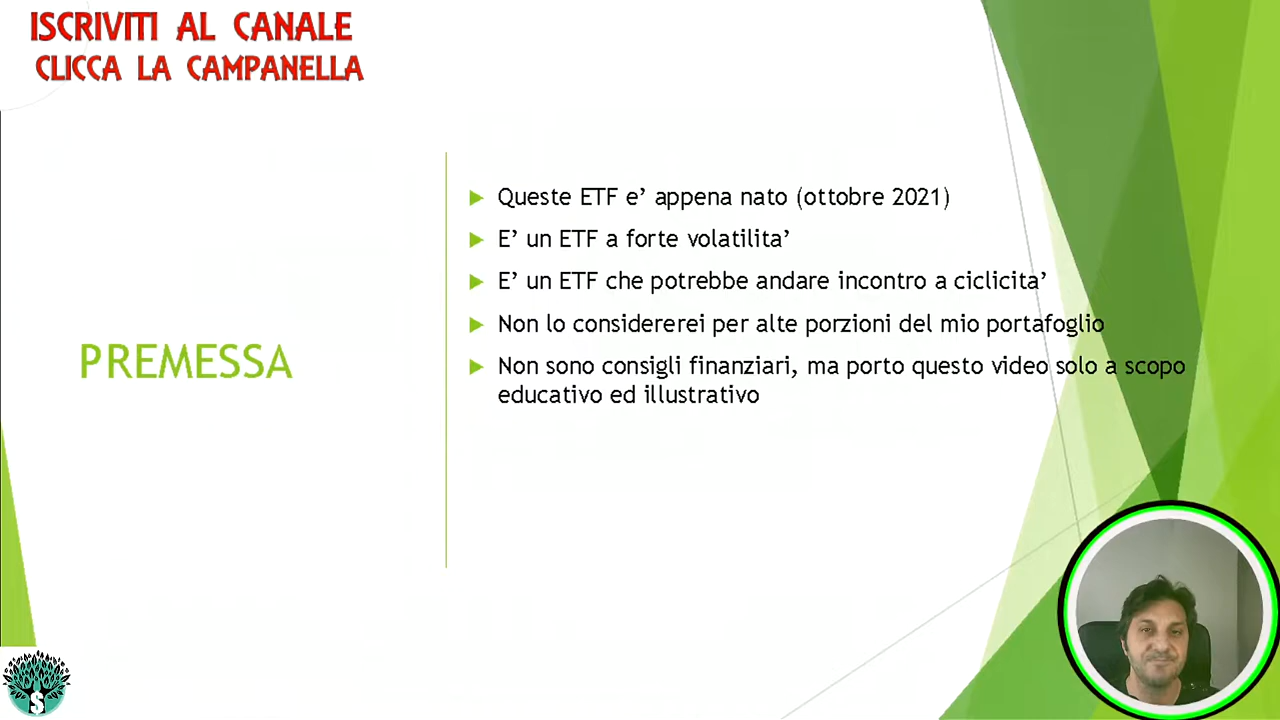 ISCRIVITI AL CANALE
CLICCA LA CAMPANELLA
PREMESSA
Queste ETF e’ appena nato (ottobre 2021)
E’ un ETF a forte volatilita’
E’ un ETF che potrebbe andare incontro a ciclicita’
Non lo considererei per alte porzioni del mio portafoglio
Non sono consigli finanziari, ma porto questo video solo a scopo
educativo ed illustrativo
$